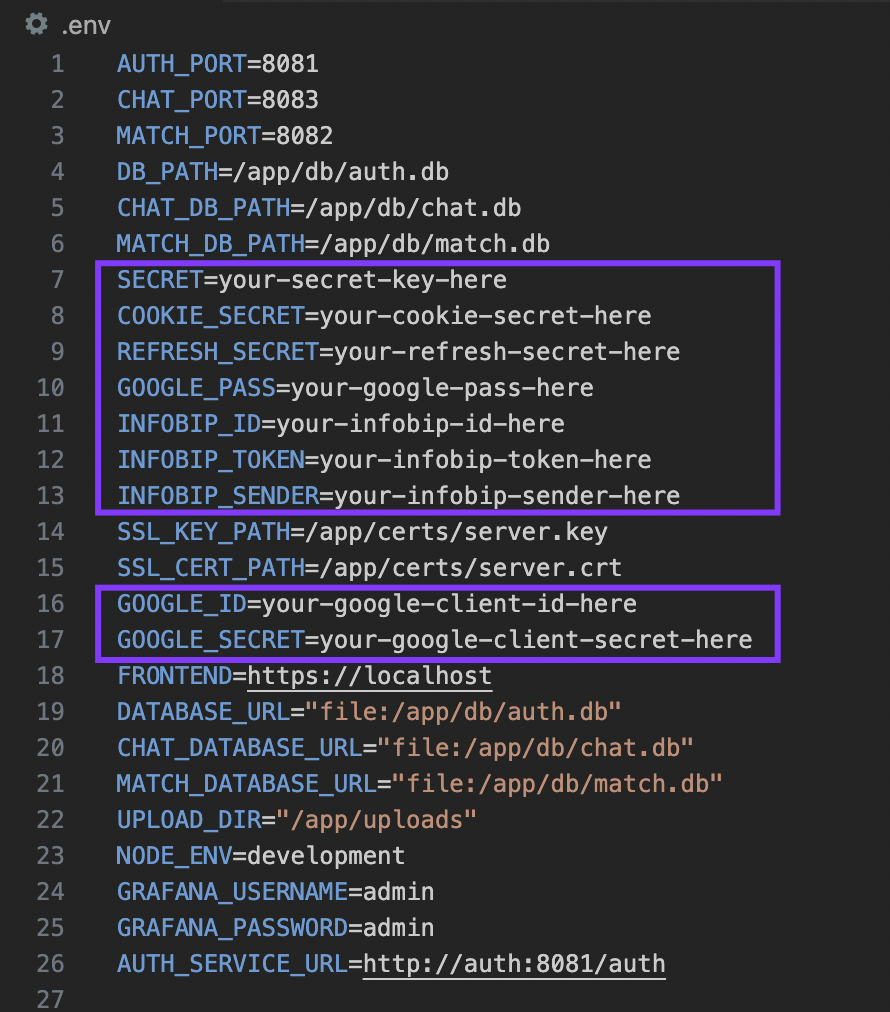 .env
1 AUTH_PORT=8081
2 CHAT_PORT=8083
3 MATCH_PORT=8082
4 DB_PATH=/app/db/auth.db
5 CHAT_DB_PATH=/app/db/chat.db
6 MATCH_DB_PATH=/app/db/match.db
7 SECRET=your-secret-key-here
8 COOKIE_SECRET=your-cookie-secret-here
9 REFRESH_SECRET=your-refresh-secret-here
10 GOOGLE_PASS=your-google-pass-here
11 INFOBIP_ID=your-infobip-id-here
12 INFOBIP_TOKEN=your-infobip-token-here
13 INFOBIP_SENDER=your-infobip-sender-here
14 SSL_KEY_PATH=/app/certs/server.key
15 SSL_CERT_PATH=/app/certs/server.crt
16 GOOGLE_ID=your-google-client-id-here
17 GOOGLE_SECRET=your-google-client-secret-here
18 FRONTEND=https://localhost
19 DATABASE_URL="file:/app/db/auth.db"
20 CHAT_DATABASE_URL="file:/app/db/chat.db"
21 MATCH_DATABASE_URL="file:/app/db/match.db"
22 UPLOAD_DIR="/app/uploads"
23 NODE_ENV=development
24 GRAFANA_USERNAME=admin
25 GRAFANA_PASSWORD=admin
26 AUTH_SERVICE_URL=http://auth:8081/auth
27